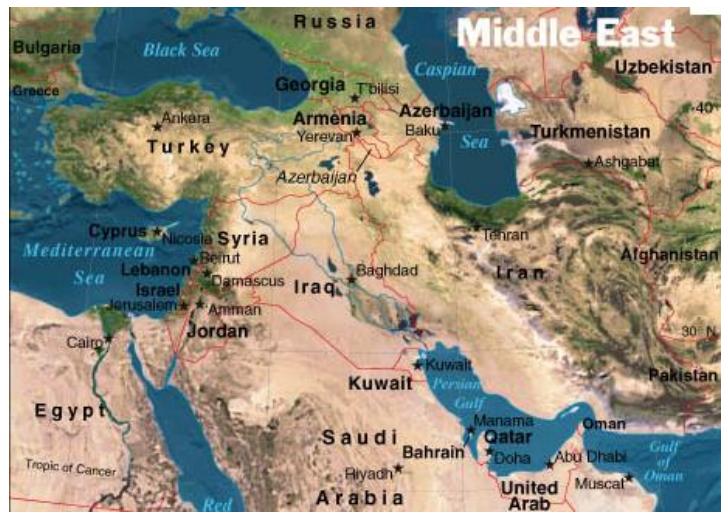 Middle East
Russia
Black Sea
Bulgaria
Caspian
Sea
Uzbekistan
Greece
Georgia
T'bilisi
40°
Ankara
Armenia
Azerbaijan
Yerevan
Baku
Turkmenistan
Turkey
Azerbaijan
Ashgabat
Cyprus
Nicosia
Syria
Tehran
Mediterranean
Sea
Beirut
Lebanon
Damascus
Afghanistan
Iran
Israel
Iraq
Baghdad
Jerusalem
Amman
Jordan
30° N
Cairo
Kuwait
Kuwait
Persian
Gulf
Pakistan
Egypt
Manama
Oman
Saudi
Arabia
Bahrain
Qatar
Doha
Abu Dhabi
Gulf
of
Oman
Tropic of Cancer
Riyadh
Muscat
Red
United
Arab